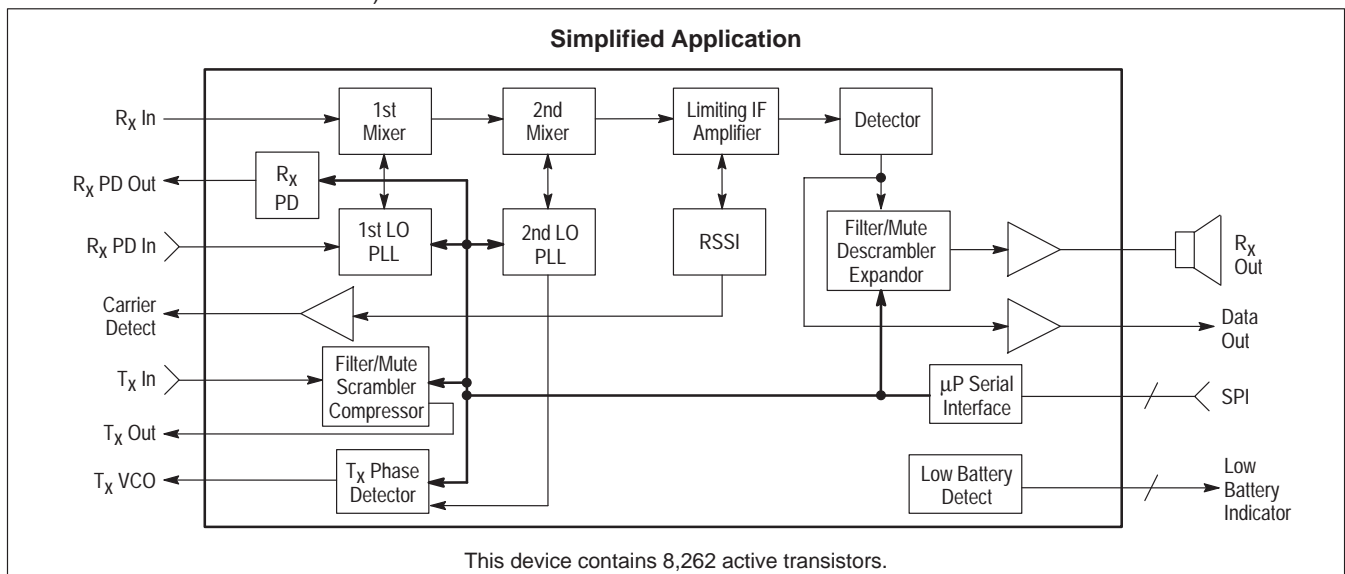 Simplified Application
Rx In
1st
Mixer
2nd
Mixer
Limiting IF
Amplifier
Detector
Rx PD Out
Rx
PD
Rx PD In
1st LO
PLL
2nd LO
PLL
RSSI
Filter/Mute
Descrambler
Expandor
Rx
Out
Carrier
Detect
Data
Out
Tx In
Filter/Mute
Scrambler
Compressor
µP Serial
Interface
SPI
Tx Out
Tx VCO
Tx Phase
Detector
Low Battery
Detect
Low
Battery
Indicator
This device contains 8,262 active transistors.